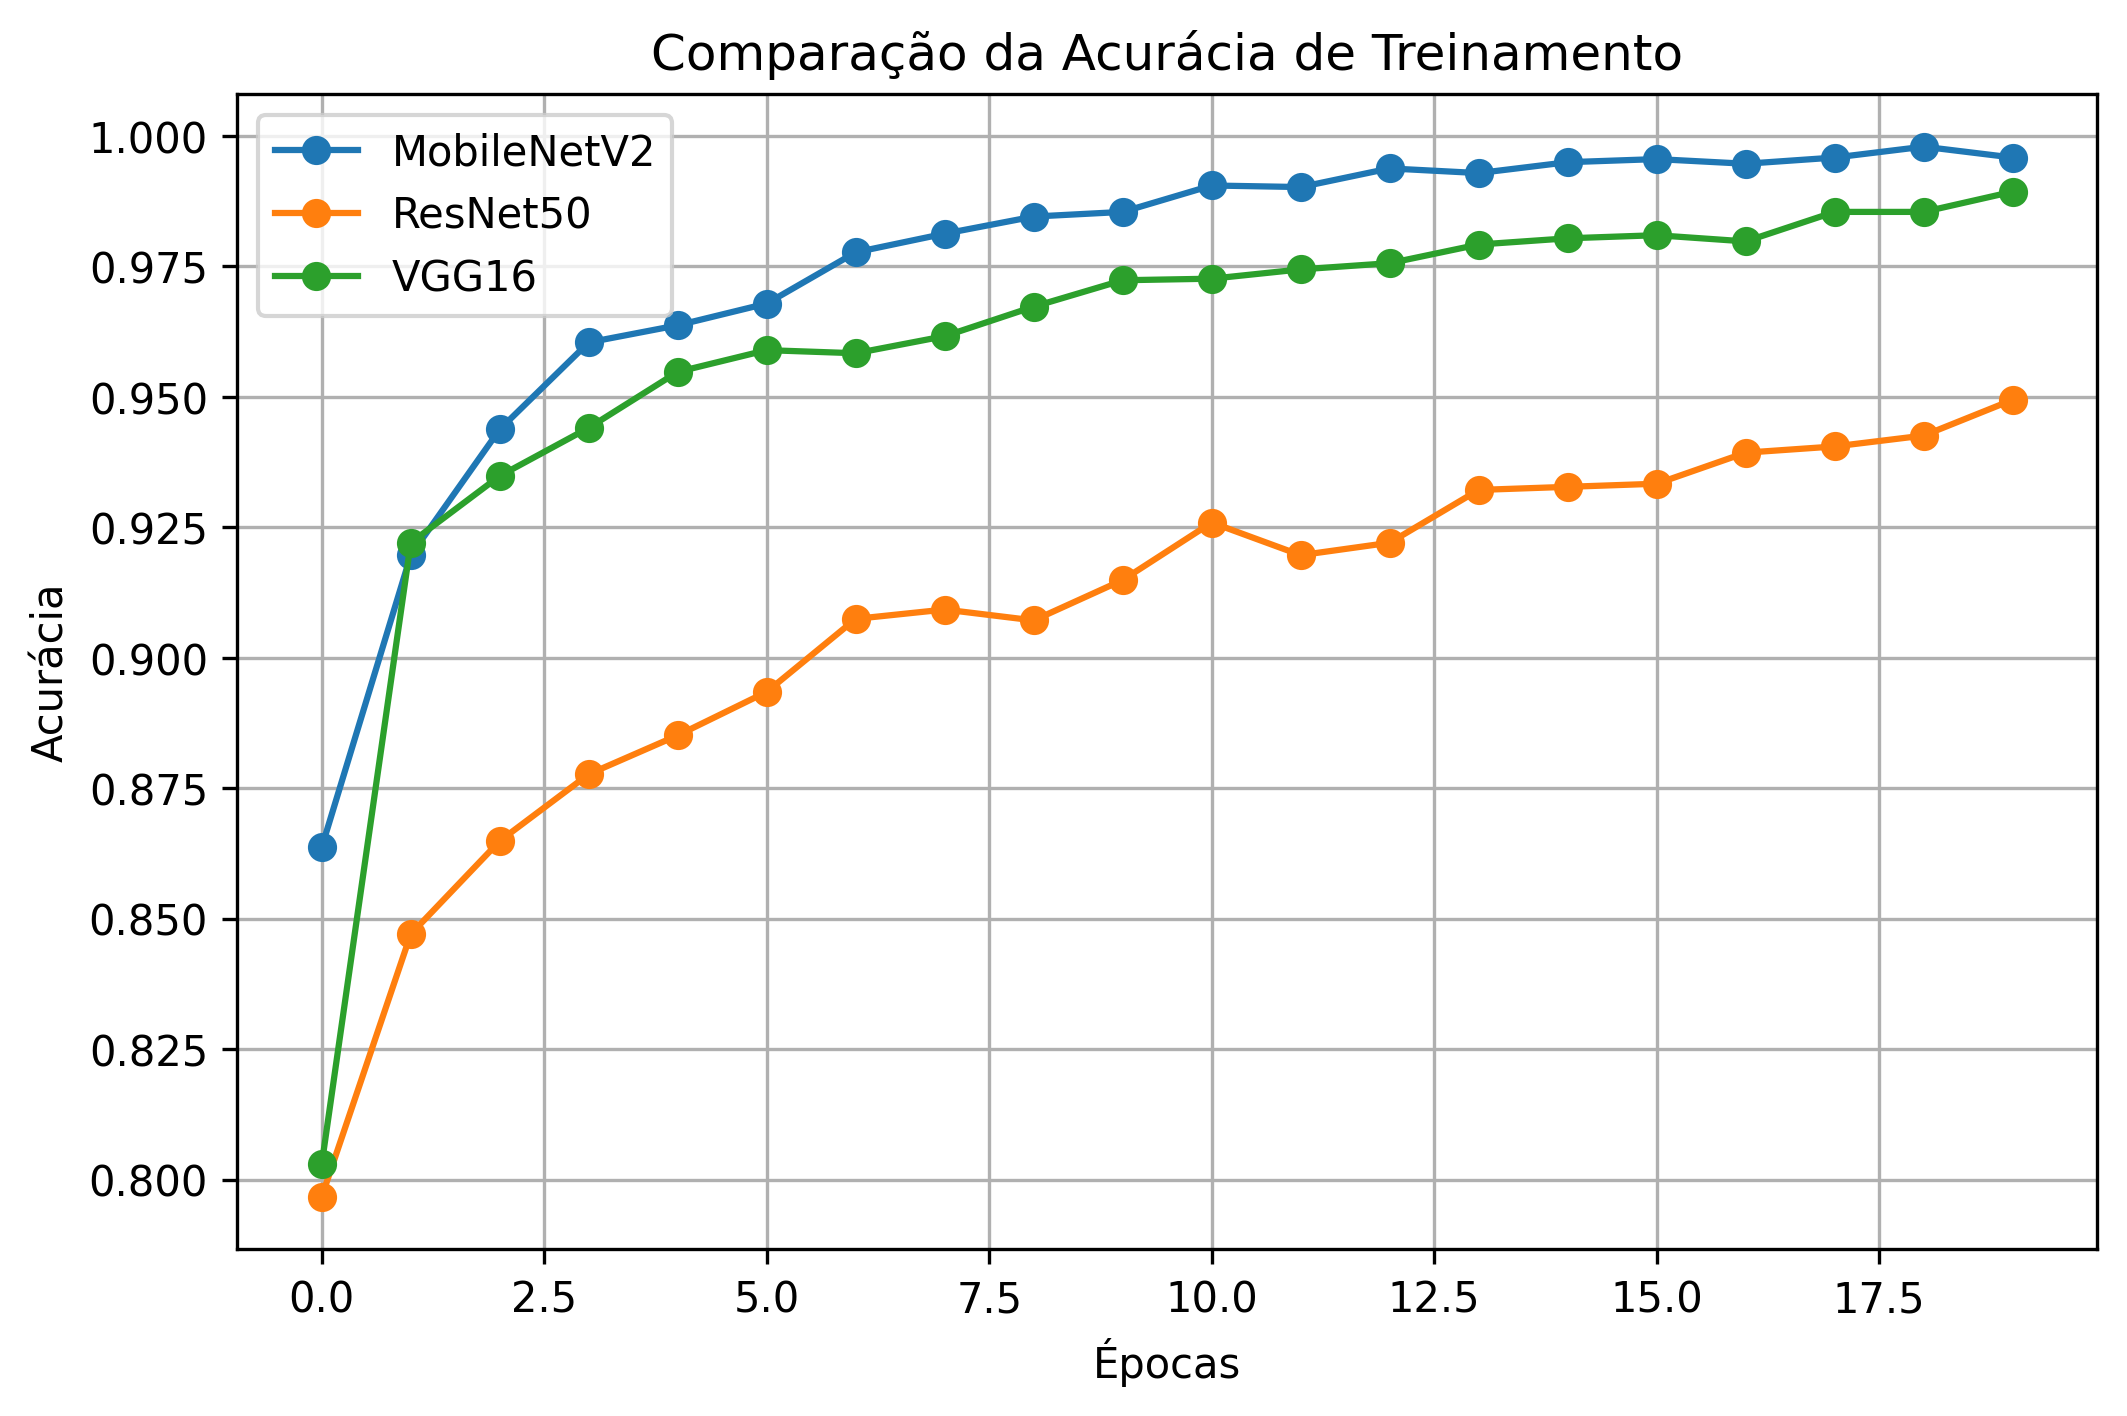 Comparação da Acurácia de Treinamento
MobileNetV2
ResNet50
VGG16
1.000
0.975
0.950
0.925
0.900
0.875
0.850
0.825
0.800
Acurácia
0.0 2.5 5.0 7.5 10.0 12.5 15.0 17.5
Épocas